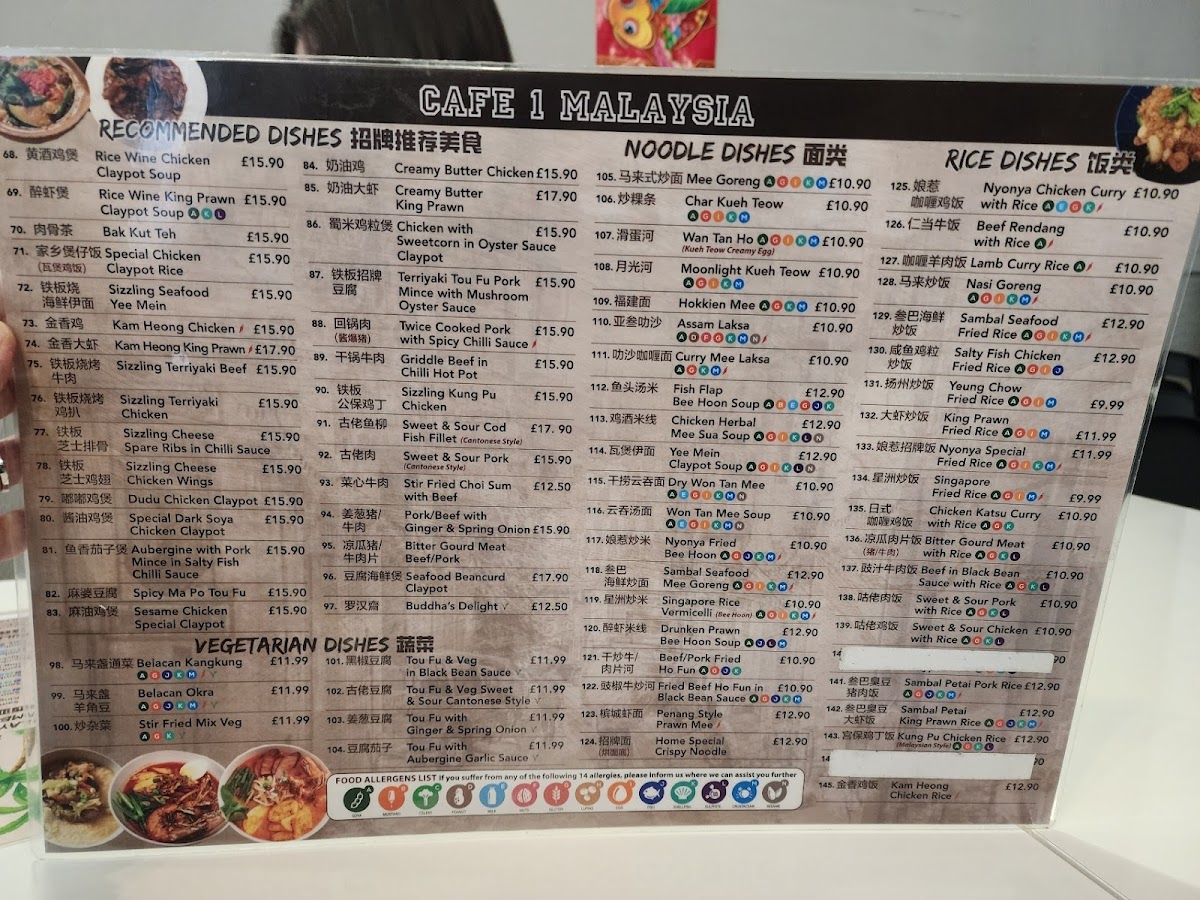 CAFE 1 MALAYSIA
RECOMMENDED DISHES 招牌推荐美食
68. 黄酒鸡煲 Rice Wine Chicken £15.90
Claypot Soup
69. 醉虾煲 Rice Wine King Prawn £15.90
Claypot Soup A K L
70. 肉骨茶 Bak Kut Teh £15.90
71. 家乡煲仔饭 Special Chicken £15.90
(瓦煲鸡饭) Claypot Rice
72. 铁板烧 Sizzling Seafood £15.90
海鲜伊面 Yee Mein
73. 金香鸡 Kam Heong Chicken £15.90
74. 金香大虾 Kam Heong King Prawn £17.90
75. 铁板烧烤 Sizzling Terriyaki Beef £15.90
牛肉
76. 铁板烧烤 Sizzling Terriyaki £15.90
鸡扒 Chicken
77. 铁板 Sizzling Cheese £15.90
芝士排骨 Spare Ribs in Chilli Sauce
78. 铁板 Sizzling Cheese £15.90
芝士鸡翅 Chicken Wings
79. 嘟嘟鸡煲 Dudu Chicken Claypot £15.90
80. 酱油鸡煲 Special Dark Soya £15.90
Chicken Claypot
81. 鱼香茄子煲 Aubergine with Pork £15.90
Mince in Salty Fish
Chilli Sauce
82. 麻婆豆腐 Spicy Ma Po Tou Fu £15.90
83. 麻油鸡煲 Sesame Chicken £15.90
Special Claypot
84. 奶油鸡 Creamy Butter Chicken £15.90
85. 奶油大虾 Creamy Butter £17.90
King Prawn
86. 蜀米鸡粒煲 Chicken with £15.90
Sweetcorn in Oyster Sauce
Claypot
87. 铁板招牌 Terriyaki Tou Fu Pork £15.90
豆腐 Mince with Mushroom
Oyster Sauce
88. 回锅肉 Twice Cooked Pork £15.90
(酱爆猪) with Spicy Chilli Sauce
89. 干锅牛肉 Griddle Beef in £15.90
Chilli Hot Pot
90. 铁板 Sizzling Kung Pu £15.90
公保鸡丁 Chicken
91. 古佬鱼柳 Sweet & Sour Cod £17. 90
Fish Fillet (Cantonese Style)
92. 古佬肉 Sweet & Sour Pork £15.90
(Cantonese Style)
93. 菜心牛肉 Stir Fried Choi Sum £12.50
with Beef
94. 姜葱猪/ Pork/Beef with
牛肉 Ginger & Spring Onion £15.90
95. 凉瓜猪/ Bitter Gourd Meat
牛肉片 Beef/Pork
96. 豆腐海鲜煲 Seafood Beancurd £17.90
Claypot
97. 罗汉斋 Buddha's Delight £12.50
VEGETARIAN DISHES 蔬菜
98. 马来盏通菜 Belacan Kangkung £11.99
A G J K M
99. 马来盏 Belacan Okra £11.99
羊角豆 A G J K M
100. 炒杂菜 Stir Fried Mix Veg £11.99
A G K
101. 黑椒豆腐 Tou Fu & Veg £11.99
in Black Bean Sauce
102. 古佬豆腐 Tou Fu & Veg Sweet £11.99
& Sour Cantonese Style
103. 姜葱豆腐 Tou Fu with £11.99
Ginger & Spring Onion
104. 豆腐茄子 Tou Fu with £11.99
Aubergine Garlic Sauce
NOODLE DISHES 面类
105. 马来式炒面 Mee Goreng A G I K M £10.90
106. 炒粿条 Char Kueh Teow £10.90
A G I K M
107. 滑蛋河 Wan Tan Ho A G I K M £10.90
(Kueh Teow Creamy Egg)
108. 月光河 Moonlight Kueh Teow £10.90
A G I K M
109. 福建面 Hokkien Mee A G K M £10.90
110. 亚叁叻沙 Assam Laksa £10.90
A D F G K M N
111. 叻沙咖喱面 Curry Mee Laksa £10.90
A G K M
112. 鱼头汤米 Fish Flap £12.90
Bee Hoon Soup A B E G J K
113. 鸡酒米线 Chicken Herbal £12.90
Mee Sua Soup A G I K L N
114. 瓦煲伊面 Yee Mein £12.90
Claypot Soup A G I K L N
115. 干捞云吞面 Dry Won Tan Mee £10.90
A E G I K M N
116. 云吞汤面 Won Tan Mee Soup £10.90
A E G I K M N
117. 娘惹炒米 Nyonya Fried £10.90
Bee Hoon A G J K M
118. 叁巴 Sambal Seafood £12.90
海鲜炒面 Mee Goreng A G I K M
119. 星洲炒米 Singapore Rice £10.90
Vermicelli (Bee Hoon) A G I K M
120. 醉虾米线 Drunken Prawn £12.90
Bee Hoon Soup A J L M
121. 干炒牛/ Beef/Pork Fried £10.90
肉片河 Ho Fun A G J K
122. 豉椒牛炒河 Fried Beef Ho Fun in £10.90
Black Bean Sauce A G J K M
123. 槟城虾面 Penang Style £12.90
Prawn Mee
124. 招牌面 Home Special £12.90
Crispy Noodle
RICE DISHES 饭类
125. 娘惹 Nyonya Chicken Curry £10.90
咖喱鸡饭 with Rice A E G K
126. 仁当牛饭 Beef Rendang £10.90
with Rice A
127. 咖喱羊肉饭 Lamb Curry Rice A £10.90
128. 马来炒饭 Nasi Goreng £10.90
A G I K M
129. 叁巴海鲜 Sambal Seafood £12.90
炒饭 Fried Rice A G I K M
130. 咸鱼鸡粒 Salty Fish Chicken £12.90
炒饭 Fried Rice A G I J
131. 扬州炒饭 Yeung Chow £9.99
Fried Rice A G I M
132. 大虾炒饭 King Prawn £11.99
Fried Rice A G I M
133. 娘惹招牌饭 Nyonya Special £11.99
Fried Rice A G I K M
134. 星洲炒饭 Singapore £9.99
Fried Rice A G I M
135. 日式 Chicken Katsu Curry £10.90
咖喱鸡饭 with Rice A G K
136. 凉瓜肉片饭 Bitter Gourd Meat £10.90
(猪/牛肉) with Rice A G K L
137. 豉汁牛肉饭 Beef in Black Bean £10.90
Sauce with Rice A G K L
138. 咕佬肉饭 Sweet & Sour Pork £10.90
with Rice A G K L
139. 咕佬鸡饭 Sweet & Sour Chicken £10.90
with Rice A G K L
141. 叁巴臭豆 Sambal Petai Pork Rice £12.90
猪肉饭 A G J K M
142. 叁巴臭豆 Sambal Petai £12.90
大虾饭 King Prawn Rice A G J K M
143. 宫保鸡丁饭 Kung Pu Chicken Rice £12.90
(Malaysian Style) A G K L
145. 金香鸡饭 Kam Heong £12.90
Chicken Rice
FOOD ALLERGENS LIST If you suffer from any of the following 14 allergies, please inform us where we can assist you further